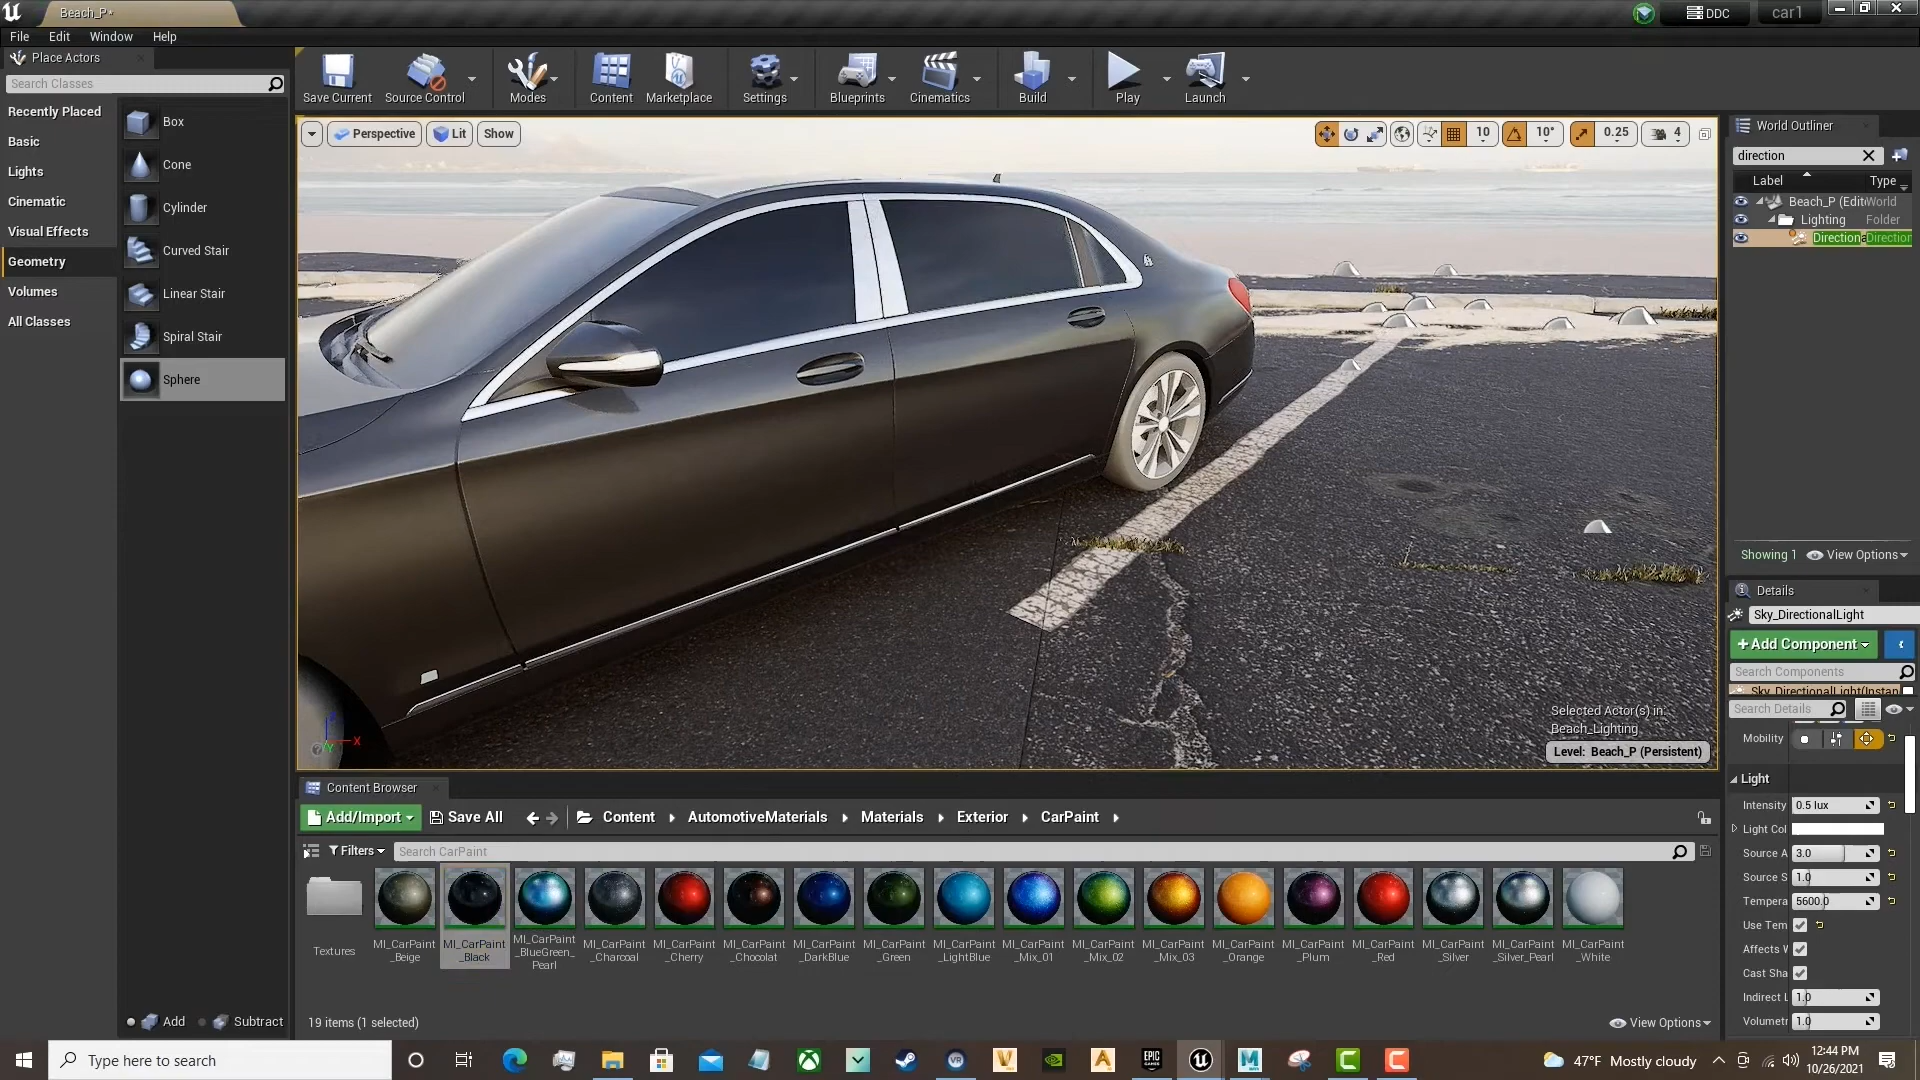 Beach_P•
DDC
car1
File
Edit
Window
Help
Place Actors
Search Classes
Recently Placed
Basic
Lights
Cinematic
Visual Effects
Geometry
Volumes
All Classes
Box
Cone
Cylinder
Curved Stair
Linear Stair
Spiral Stair
Sphere
Add
Subtract
Save Current
Source Control
Modes
Content
Marketplace
Settings
Blueprints
Cinematics
Build
Play
Launch
Perspective
Lit
Show
10
10°
0.25
4
Selected Actor(s) in:
Beach_Lighting
Level: Beach_P (Persistent)
X
Y
World Outliner
direction
Label
Type
Beach_P (Edit
World
Lighting
Folder
Direction
Direction
Showing 1
View Options
Details
Sky_DirectionalLight
+Add Component
Search Components
Sky_DirectionalLight(Instan
Search Details
Mobility
Light
Intensity
0.5 lux
Light Col
Source A
3.0
Source S
1.0
Tempera
5600.0
Use Tem
Affects W
Cast Sha
Indirect L
1.0
Volumetr
1.0
Content Browser
Add/Import
Save All
Content
AutomotiveMaterials
Materials
Exterior
CarPaint
Filters
Search CarPaint
Textures
MI_CarPaint
_Beige
MI_CarPaint
_Black
MI_CarPaint
_BlueGreen_
Pearl
MI_CarPaint
_Charcoal
MI_CarPaint
_Cherry
MI_CarPaint
_Chocolat
MI_CarPaint
_DarkBlue
MI_CarPaint
_Green
MI_CarPaint
_LightBlue
MI_CarPaint
_Mix_01
MI_CarPaint
_Mix_02
MI_CarPaint
_Mix_03
MI_CarPaint
_Orange
MI_CarPaint
_Plum
MI_CarPaint
_Red
MI_CarPaint
_Silver
MI_CarPaint
_Silver_Pearl
MI_CarPaint
_White
19 items (1 selected)
View Options
Type here to search
VR
EPIC
GAMES
47°F Mostly cloudy
12:44 PM
10/26/2021